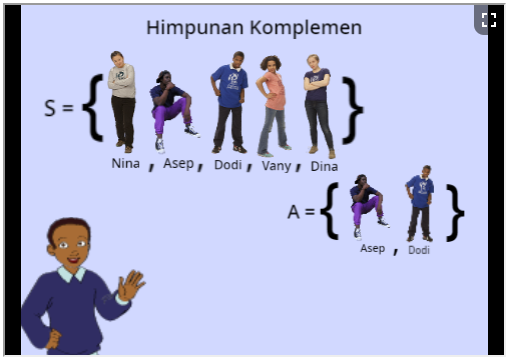 Himpunan Komplemen
S = {
}
Nina , Asep, Dodi, Vany, Dina
A = {
}
Asep , Dodi